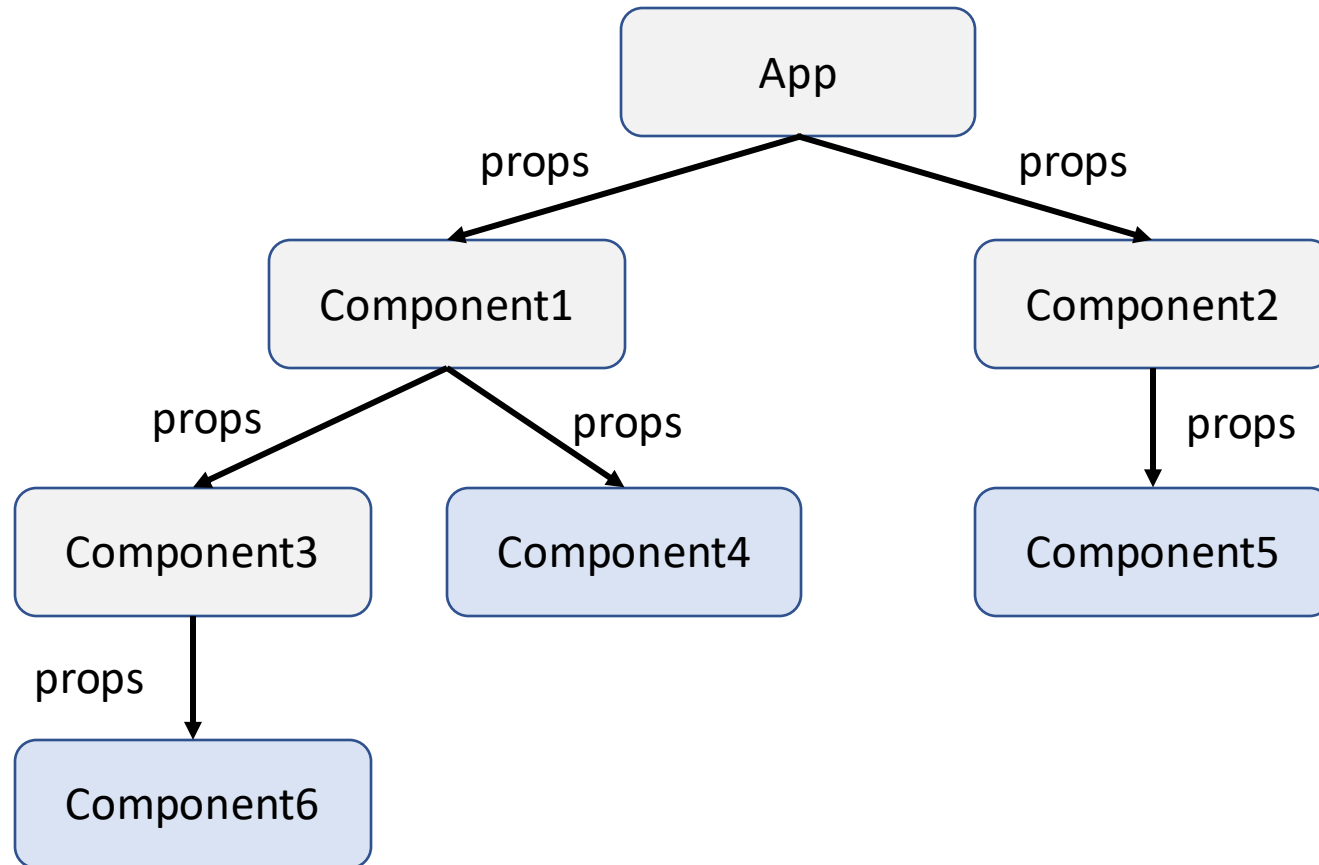 App
props
props
Component1
Component2
props
props
props
Component3
Component4
Component5
props
Component6